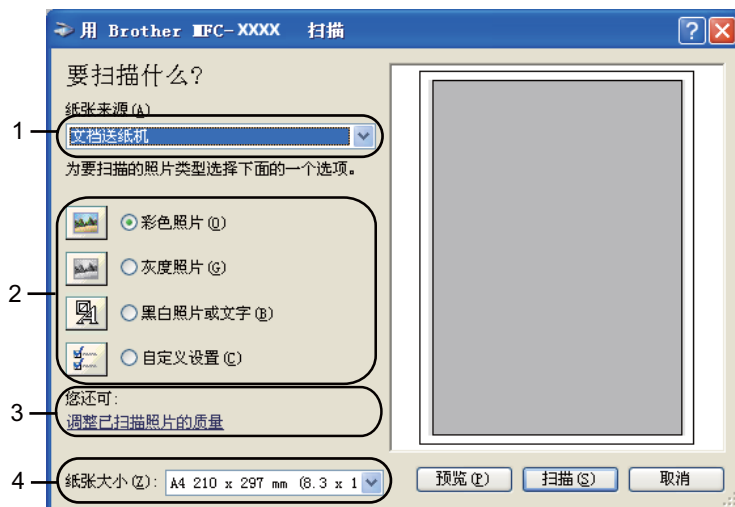 用 Brother MFC-XXXX 扫描
要扫描什么?
纸张来源(A)
1
文档送纸机
为要扫描的照片类型选择下面的一个选项。
2
彩色照片(O)
灰度照片(G)
黑白照片或文字(B)
自定义设置(C)
3
您还可:
调整已扫描照片的质量
4
纸张大小(Z): A4 210 x 297 mm (8.3 x 1
预览(P) 扫描(S) 取消